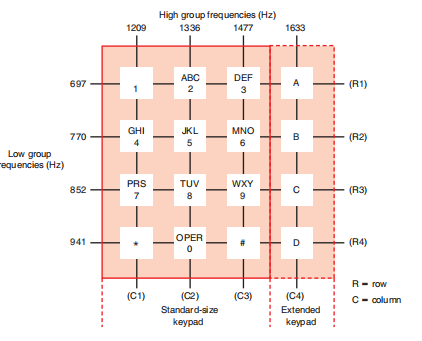 High group frequencies (Hz)
1209 1336 1477 1633
697 1 ABC 2 DEF 3 A (R1)
770 GHI 4 JKL 5 MNO 6 B (R2)
Low group
requencies (Hz)
852 PRS 7 TUV 8 WXY 9 C (R3)
941 * OPER 0 # D (R4)
R = row
C = column
(C1) (C2) (C3) (C4)
Standard-size
keypad
Extended
keypad